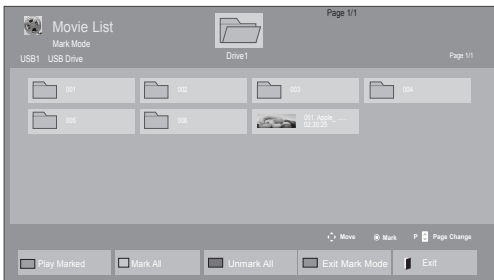 Page 1/1
Movie List
Mark Mode
USB1 USB Drive
Drive1
Page 1/1
001
002
003
004
005
006
001 Apple_ ......
02:30:25
Move Mark P Page Change
Play Marked Mark All Unmark All Exit Mark Mode Exit